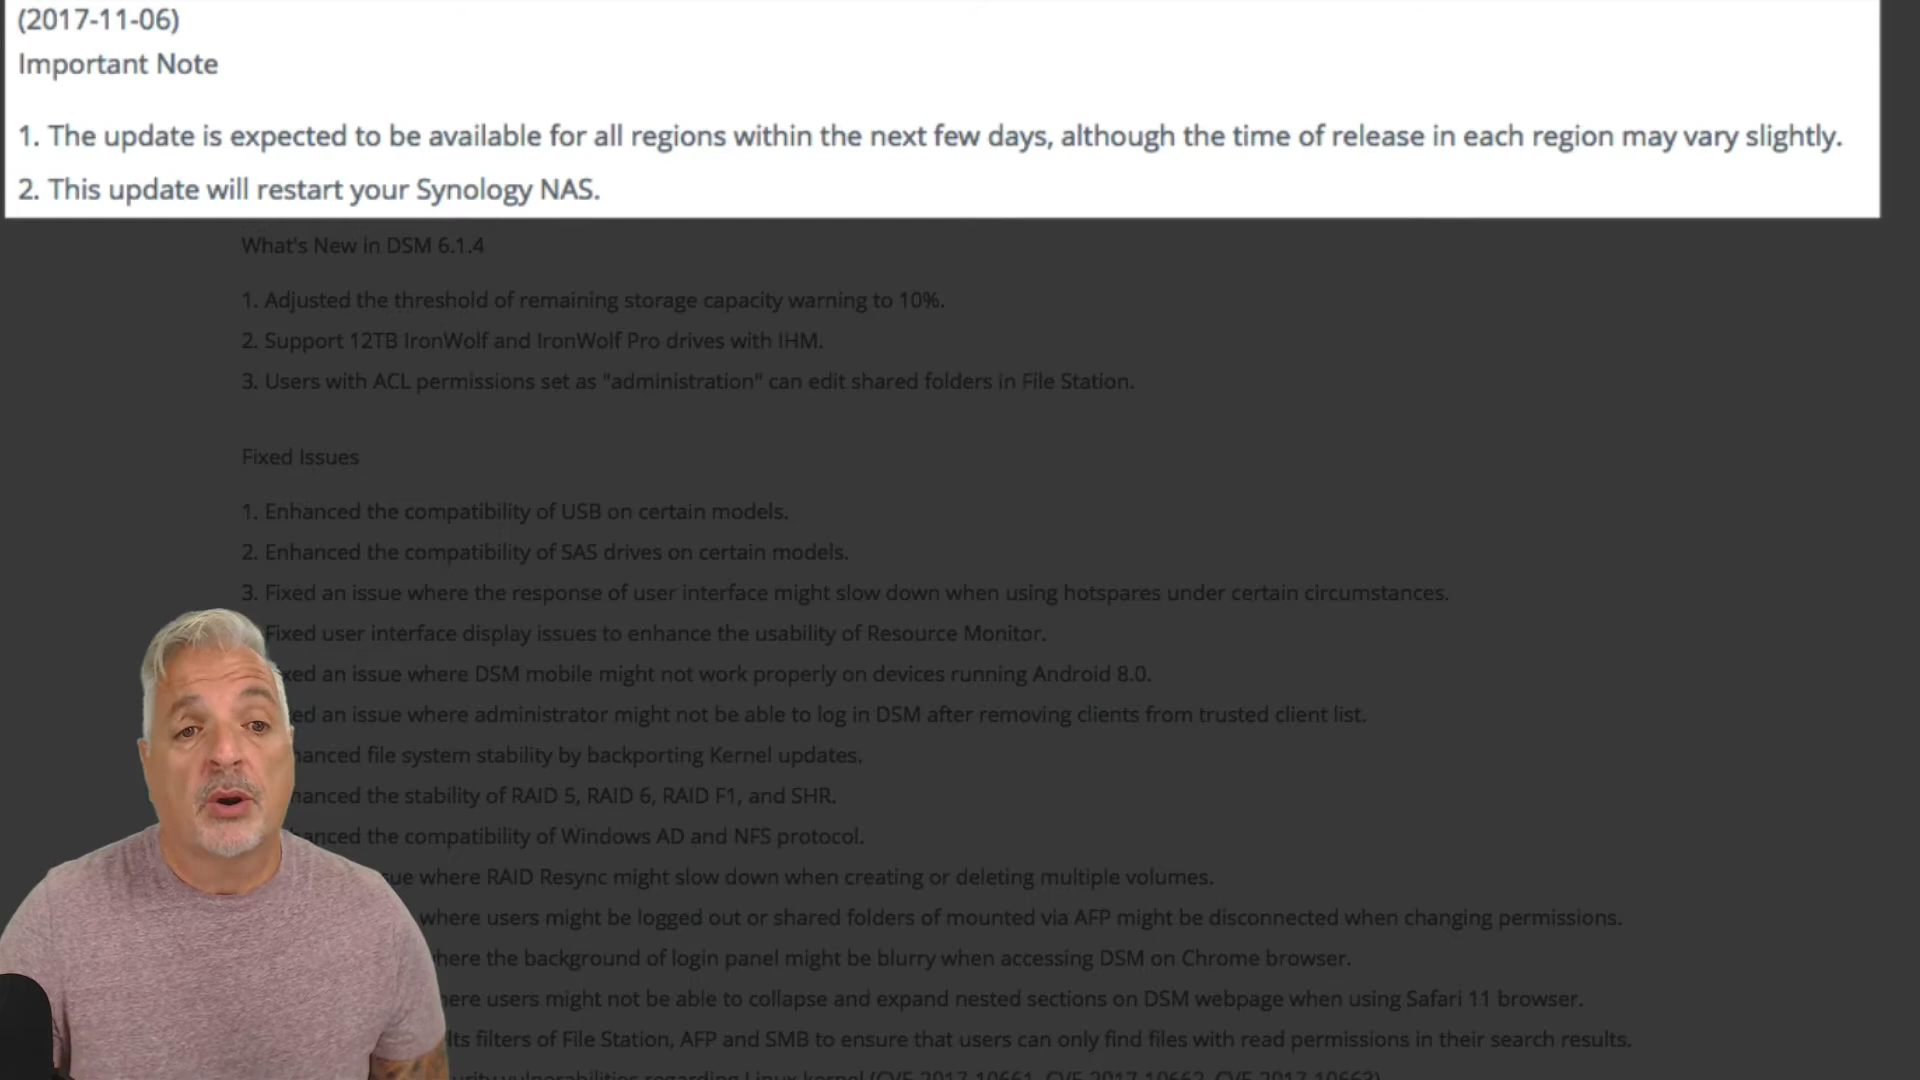 (2017-11-06)
Important Note
1. The update is expected to be available for all regions within the next few days, although the time of release in each region may vary slightly.
2. This update will restart your Synology NAS.
What's New in DSM 6.1.4
1. Adjusted the threshold of remaining storage capacity warning to 10%.
2. Support 12TB IronWolf and IronWolf Pro drives with IHM.
3. Users with ACL permissions set as "administration" can edit shared folders in File Station.
Fixed Issues
1. Enhanced the compatibility of USB on certain models.
2. Enhanced the compatibility of SAS drives on certain models.
3. Fixed an issue where the response of user interface might slow down when using hotspares under certain circumstances.
Fixed user interface display issues to enhance the usability of Resource Monitor.
an issue where DSM mobile might not work properly on devices running Android 8.0.
an issue where administrator might not be able to log in DSM after removing clients from trusted client list.
file system stability by backporting Kernel updates.
the stability of RAID 5, RAID 6, RAID F1, and SHR.
the compatibility of Windows AD and NFS protocol.
where RAID Resync might slow down when creating or deleting multiple volumes.
where users might be logged out or shared folders of mounted via AFP might be disconnected when changing permissions.
the background of login panel might be blurry when accessing DSM on Chrome browser.
users might not be able to collapse and expand nested sections on DSM webpage when using Safari 11 browser.
filters of File Station, AFP and SMB to ensure that users can only find files with read permissions in their search results.
vulnerabilities regarding Linux kernel (CVE-2017-10661, CVE-2017-10662, CVE-2017-10663)